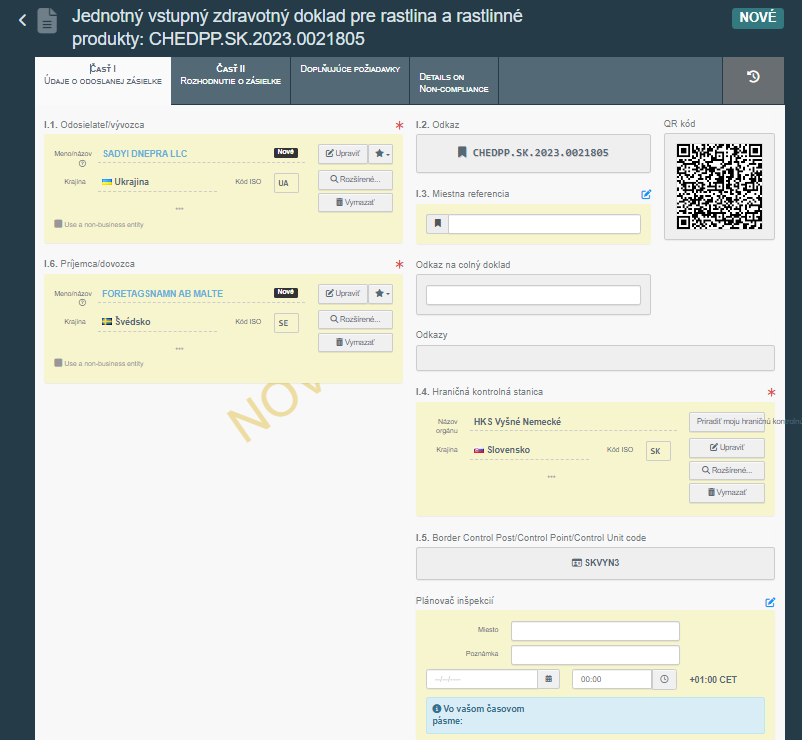 Jednotný vstupný zdravotný doklad pre rastlina a rastlinné
produkty: CHEDPP.SK.2023.0021805
NOVÉ
Časť I
Údaje o odoslanej zásielke
Časť II
Rozhodnutie o zásielke
Doplňujúce požiadavky
Details on
Non-compliance
I.1. Odosielateľ/vývozca
Meno/názov
SADYI DNEPRA LLC
Nové
Upraviť
Krajina
Ukrajina
Kód ISO
UA
Rozšírené...
Vymazať
Use a non-business entity
I.6. Príjemca/dovozca
Meno/názov
FORETAGSNAMN AB MALTE
Nové
Upraviť
Krajina
Švédsko
Kód ISO
SE
Rozšírené...
Vymazať
Use a non-business entity
NOV
I.2. Odkaz
CHEDPP.SK.2023.0021805
QR kód
I.3. Miestna referencia
Odkaz na colný doklad
Odkazy
I.4. Hraničná kontrolná stanica
Názov
orgánu
HKS Vyšné Nemecké
Priradiť moju hraničnú kontrolnu
Krajina
Slovensko
Kód ISO
SK
Upraviť
Rozšírené...
Vymazať
I.5. Border Control Post/Control Point/Control Unit code
SKVYN3
Plánovač inšpekcií
Miesto
Poznámka
--/--/----
00:00
+01:00 CET
Vo vašom časovom
pásme: